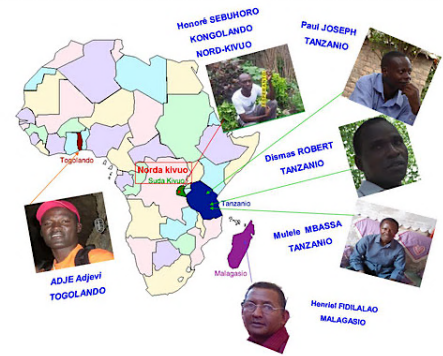 Honoré SEBUHORO
KONGOLANDO
NORD-KIVUO
Paul JOSEPH
TANZANIO
Dismas ROBERT
TANZANIO
Mulele MBASSA
TANZANiO
Togolando
Norda kivuo
Suda Kivuo
Tanzanio
Malagasio
ADJE Adjevi
TOGOLANDO
Henriel FIDILALAO
MALAGASIO